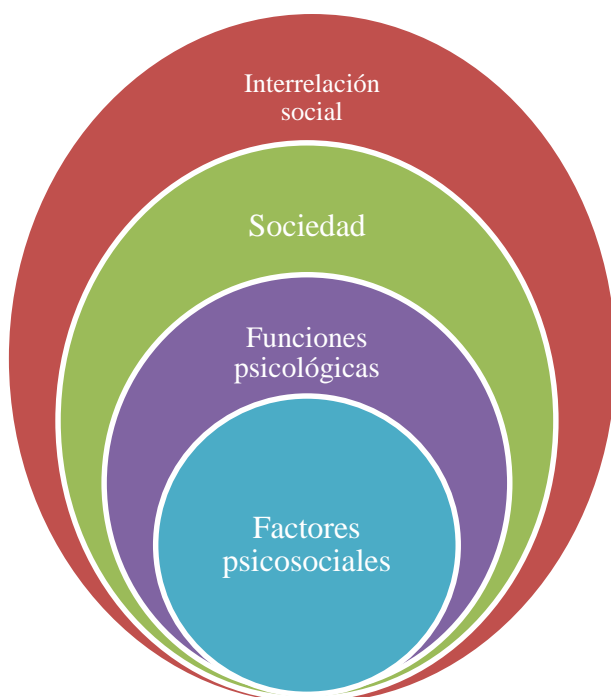 Interrelación
social
Sociedad
Funciones
psicológicas
Factores
psicosociales